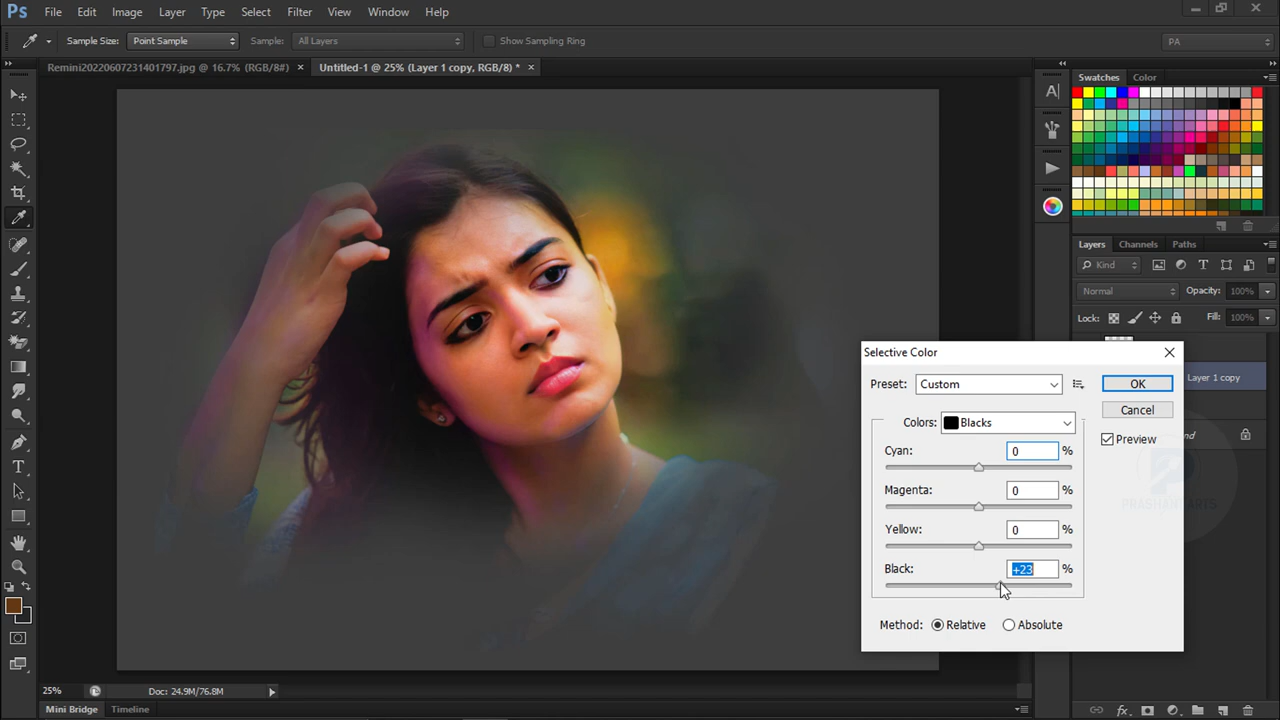 Ps File Edit Image Layer Type Select Filter View Window Help
Sample Size: Point Sample Sample: All Layers Show Sampling Ring PA
Remini20220607231401797.jpg @ 16.7% (RGB/8#) × Untitled-1 @ 25% (Layer 1 copy, RGB/8) * ×
Swatches Color
Layers Channels Paths
Kind
Normal Opacity: 100%
Lock: Fill: 100%
Layer 1 copy
Selective Color
Preset: Custom OK
Colors: Blacks Cancel
Preview
Cyan: 0 %
Magenta: 0 %
Yellow: 0 %
Black: +23 %
Method: Relative Absolute
PRASHANT ARTS
25% Doc: 24.9M/76.8M
Mini Bridge Timeline